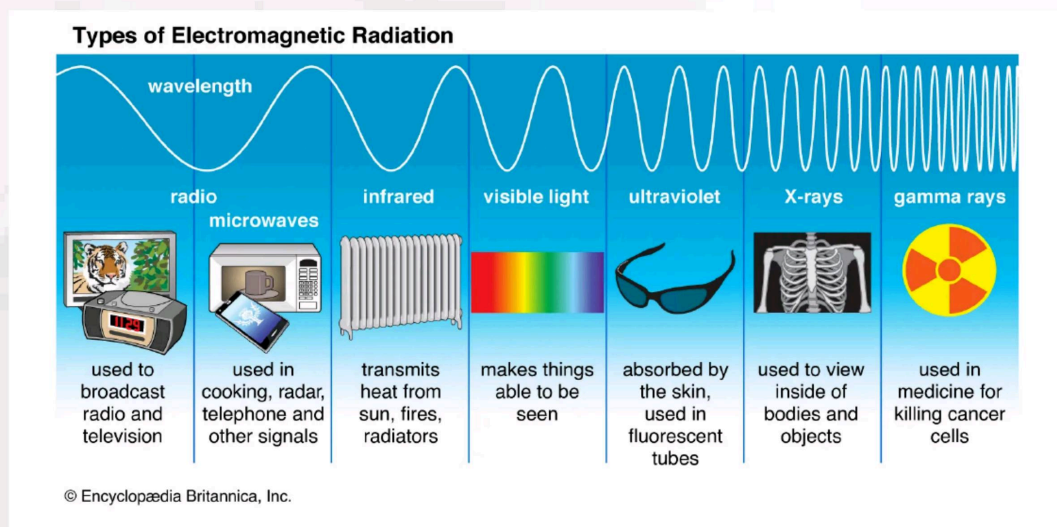 Types of Electromagnetic Radiation
wavelength
radio
microwaves
infrared
visible light
ultraviolet
X-rays
gamma rays
11:29
used to
broadcast
radio and
television
used in
cooking, radar,
telephone and
other signals
transmits
heat from
sun, fires,
radiators
makes things
able to be
seen
absorbed by
the skin,
used in
fluorescent
tubes
used to view
inside of
bodies and
objects
used in
medicine for
killing cancer
cells
© Encyclopædia Britannica, Inc.